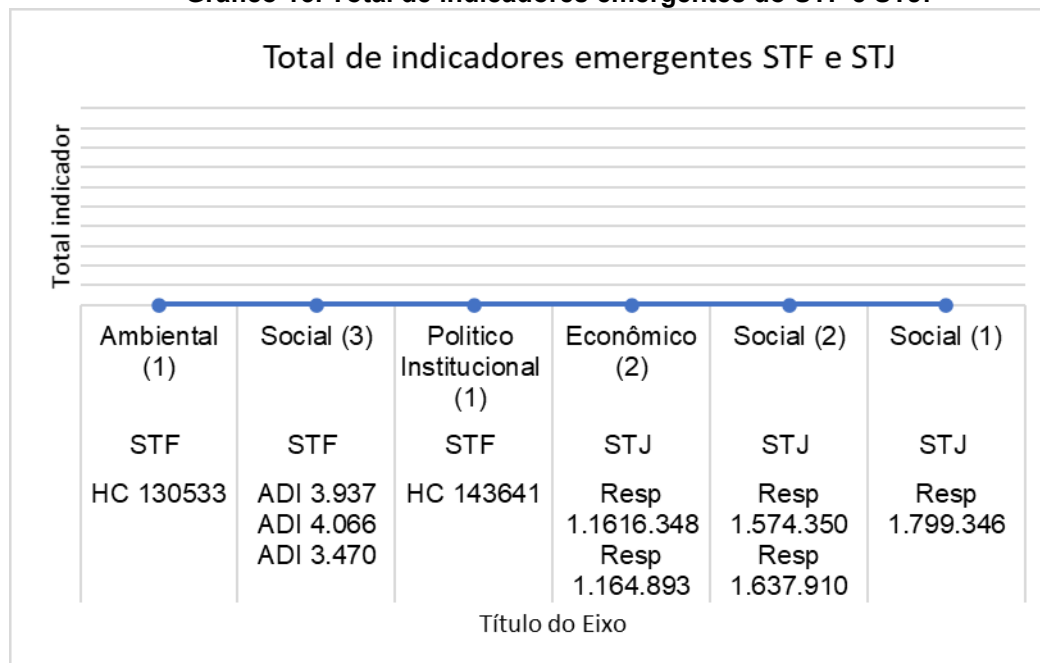 Total de indicadores emergentes STF e STJ
Total indicador
Ambiental
(1)
STF
HC 130533
Social (3)
STF
ADI 3.937
ADI 4.066
ADI 3.470
Politico
Institucional
(1)
STF
HC 143641
Econômico
(2)
STJ
Resp
1.1616.348
Resp
1.164.893
Social (2)
STJ
Resp
1.574.350
Resp
1.637.910
Social (1)
STJ
Resp
1.799.346
Título do Eixo